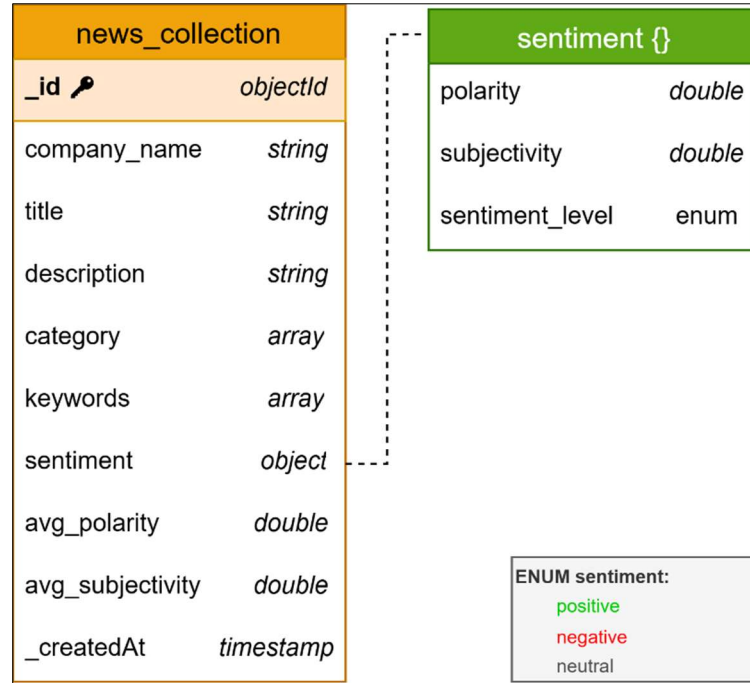 news_collection
_id objectId
company_name string
title string
description string
category array
keywords array
sentiment object
avg_polarity double
avg_subjectivity double
_createdAt timestamp
sentiment {}
polarity double
subjectivity double
sentiment_level enum
ENUM sentiment:
positive
negative
neutral